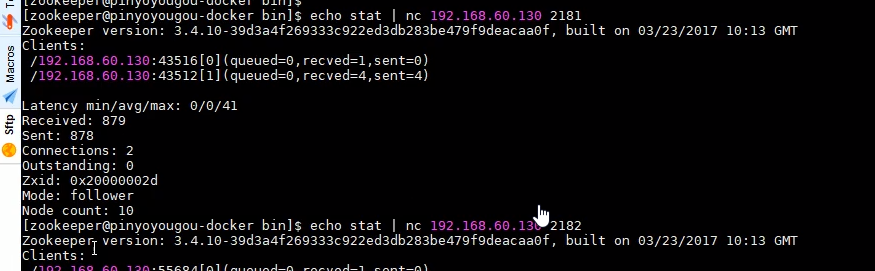 [zookeeper@pinyoyougou-docker bin]$
[zookeeper@pinyoyougou-docker bin]$ echo stat | nc 192.168.60.130 2181
Zookeeper version: 3.4.10-39d3a4f269333c922ed3db283be479f9deacaa0f, built on 03/23/2017 10:13 GMT
Clients:
/192.168.60.130:43516[0](queued=0,recved=1,sent=0)
/192.168.60.130:43512[1](queued=0,recved=4,sent=4)
Latency min/avg/max: 0/0/41
Received: 879
Sent: 878
Connections: 2
Outstanding: 0
Zxid: 0x20000002d
Mode: follower
Node count: 10
[zookeeper@pinyoyougou-docker bin]$ echo stat | nc 192.168.60.130 2182
Zookeeper version: 3.4.10-39d3a4f269333c922ed3db283be479f9deacaa0f, built on 03/23/2017 10:13 GMT
Clients:
/192.168.60.130:55684[0](queued=0,recved=1,sent=0)
Macros
Sftp